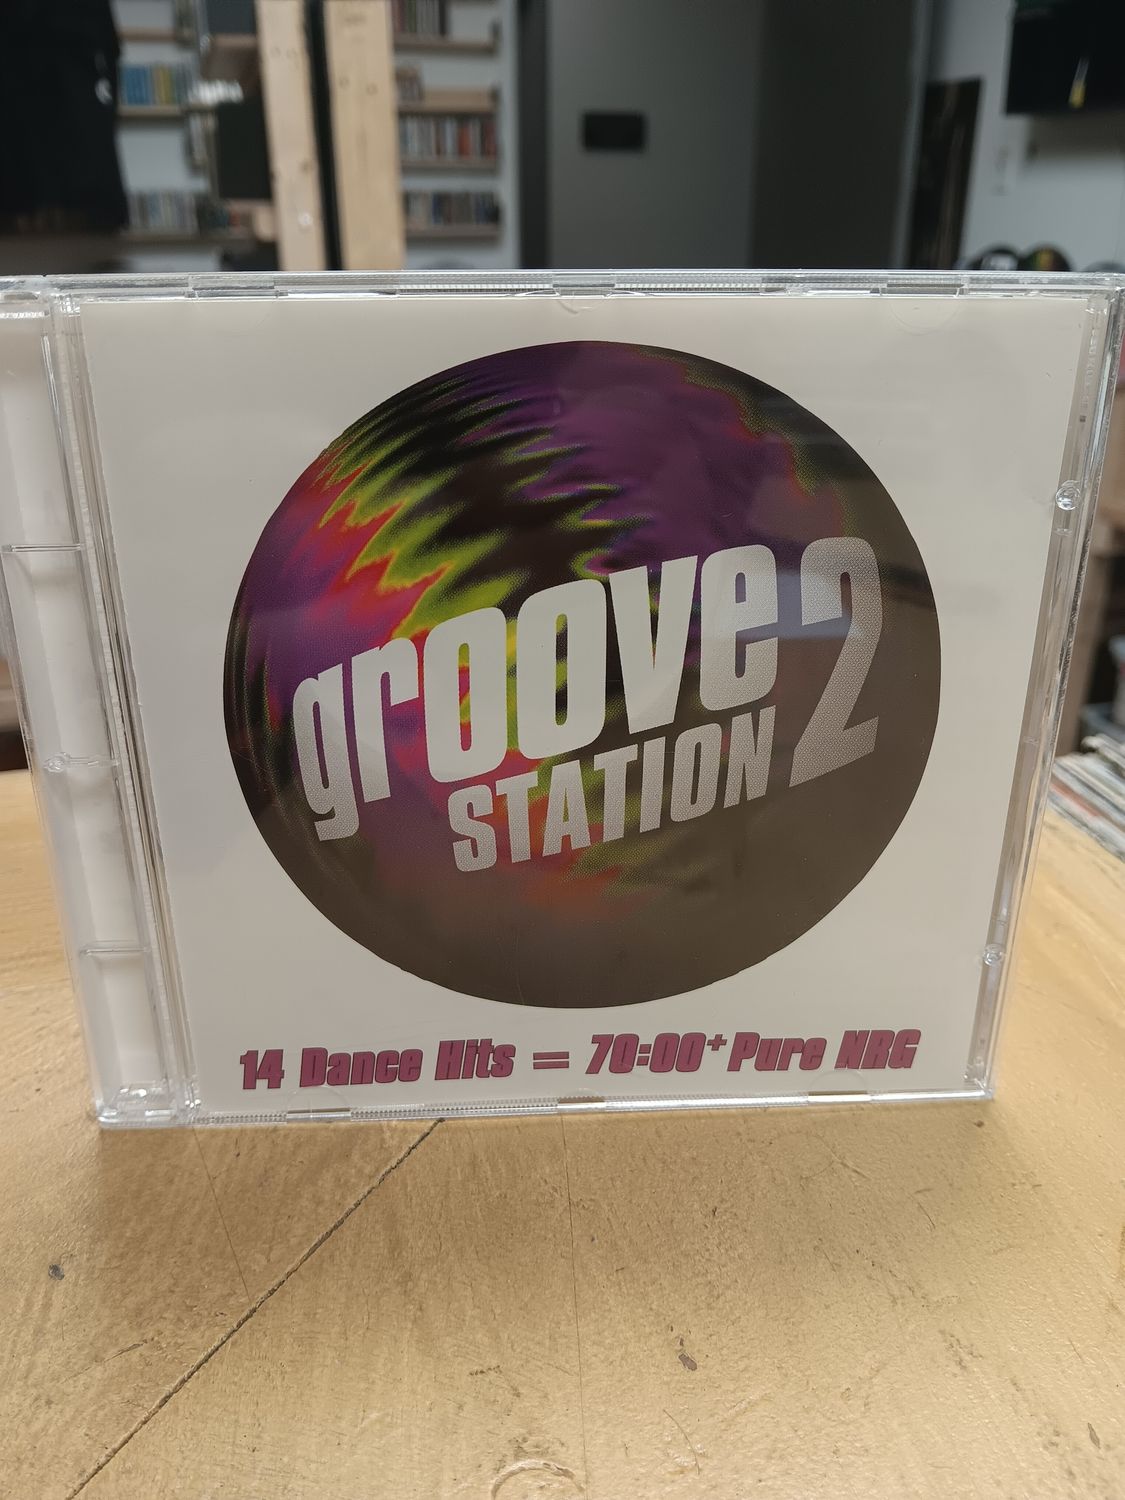 groove 2
STATION
14 Dance Hits = 70:00+ Pure NRG